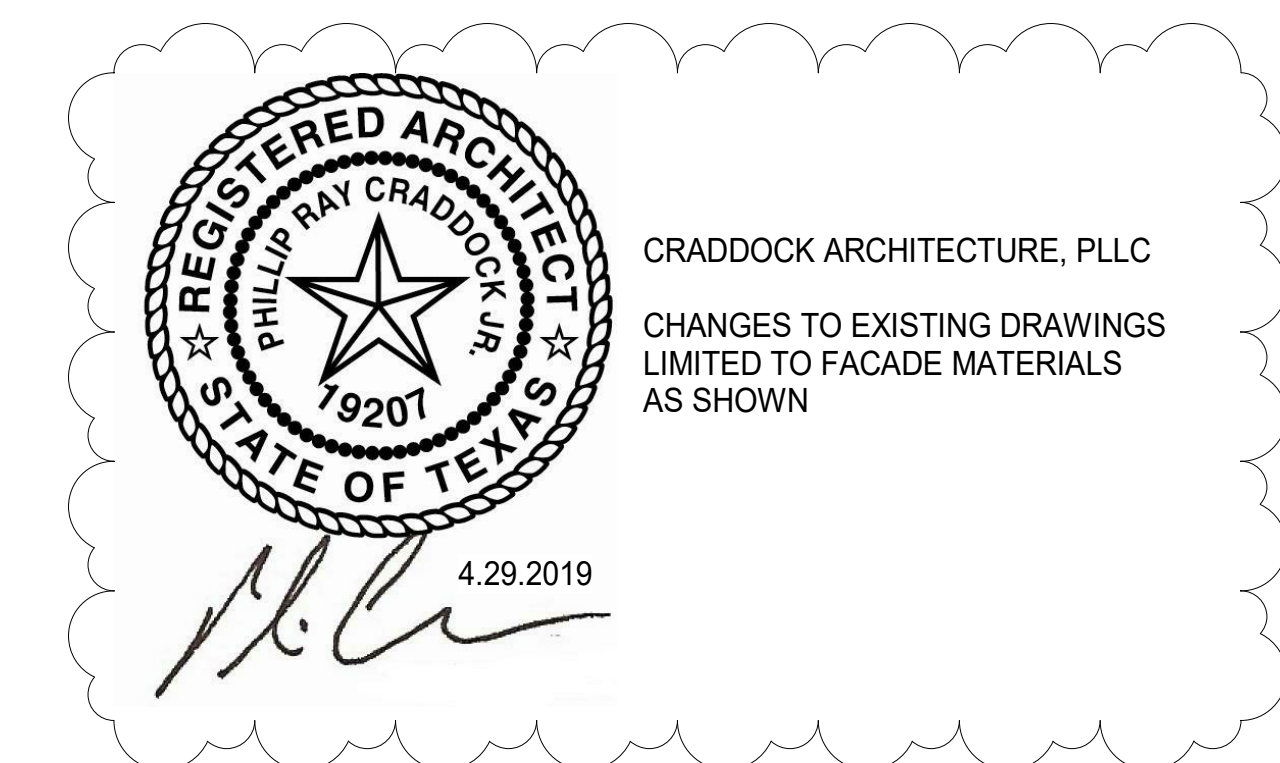 REGISTERED ARCHITECT
PHILLIP RAY CRADDOCK JR.
19207
STATE OF TEXAS
4.29.2019
CRADDOCK ARCHITECTURE, PLLC
CHANGES TO EXISTING DRAWINGS
LIMITED TO FACADE MATERIALS
AS SHOWN